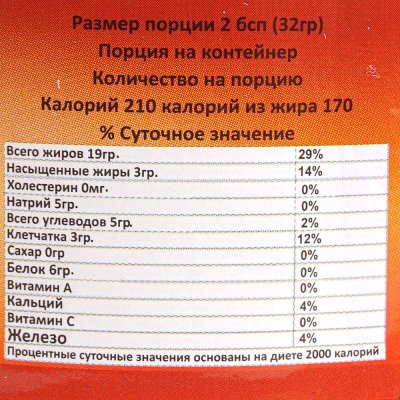 Размер порции 2 бсп (32гр)
Порция на контейнер
Количество на порцию
Калорий 210 калорий из жира 170
% Суточное значение
Всего жиров 19гр. 29%
Насыщенные жиры 3гр. 14%
Холестерин 0мг. 0%
Натрий 5гр. 0%
Всего углеводов 5гр. 2%
Клетчатка 3гр. 12%
Сахар 0гр 0%
Белок 6гр. 0%
Витамин А 0%
Кальций 4%
Витамин С 0%
Железо 4%
Процентные суточные значения основаны на диете 2000 калорий